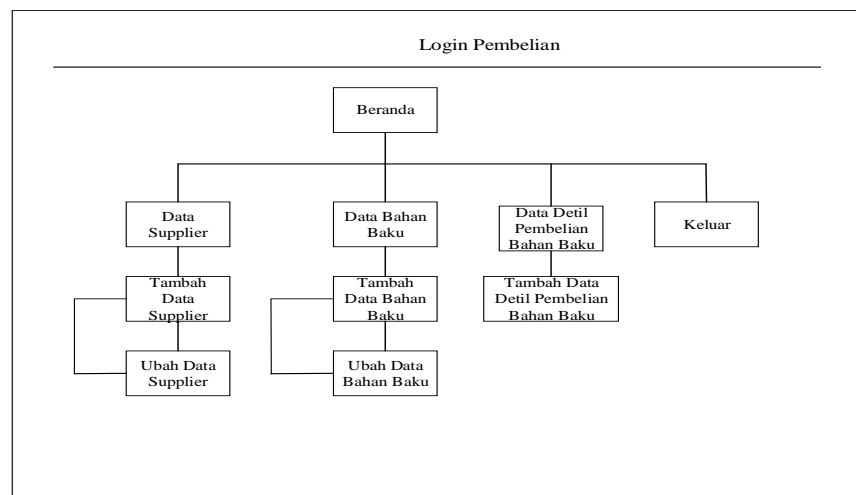 Login Pembelian
Beranda
Data
Supplier
Data Bahan
Baku
Data Detil
Pembelian
Bahan Baku
Keluar
Tambah
Data
Supplier
Tambah
Data Bahan
Baku
Tambah Data
Detil Pembelian
Bahan Baku
Ubah Data
Supplier
Ubah Data
Bahan Baku